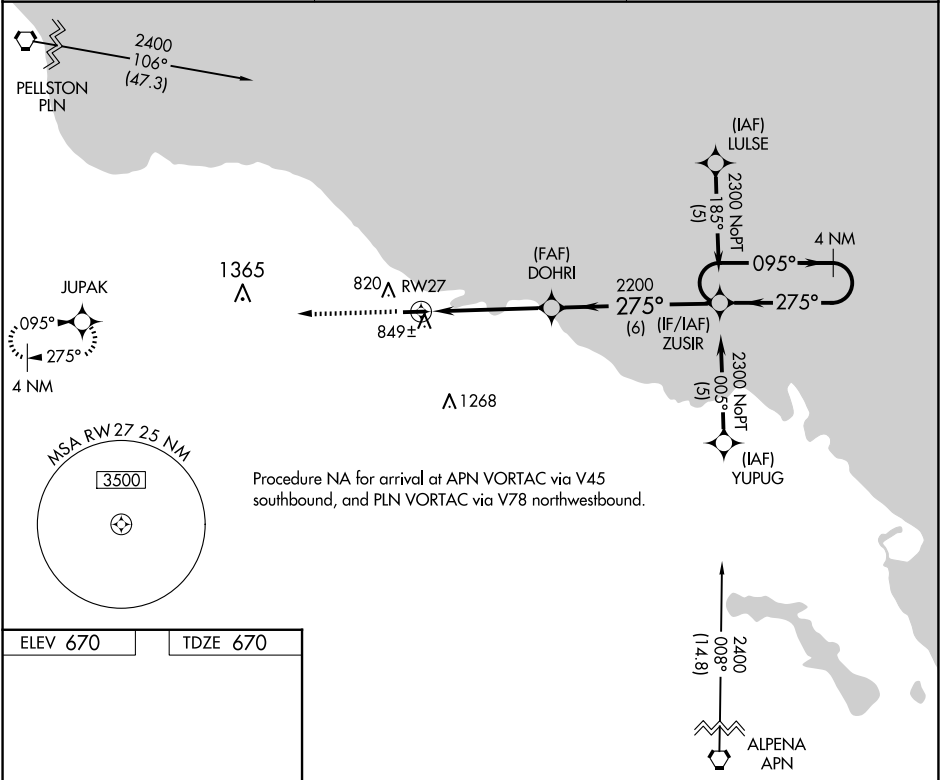 2400
106°
(47.3)
PELLSTON
PLN
(IAF)
LULSE
2300 NoPT
185°
(5)
4 NM
095°
275°
(FAF)
DOHRI
2200
275°
(6)
(IF/IAF)
ZUSIR
1365
820
RW27
849±
JUPAK
095°
275°
4 NM
1268
2300 NoPT
005°
(5)
(IAF)
YUPUG
MSA RW27 25 NM
3500
Procedure NA for arrival at APN VORTAC via V45
southbound, and PLN VORTAC via V78 northwestbound.
2400
008°
(14.8)
ALPENA
APN
ELEV 670
TDZE 670